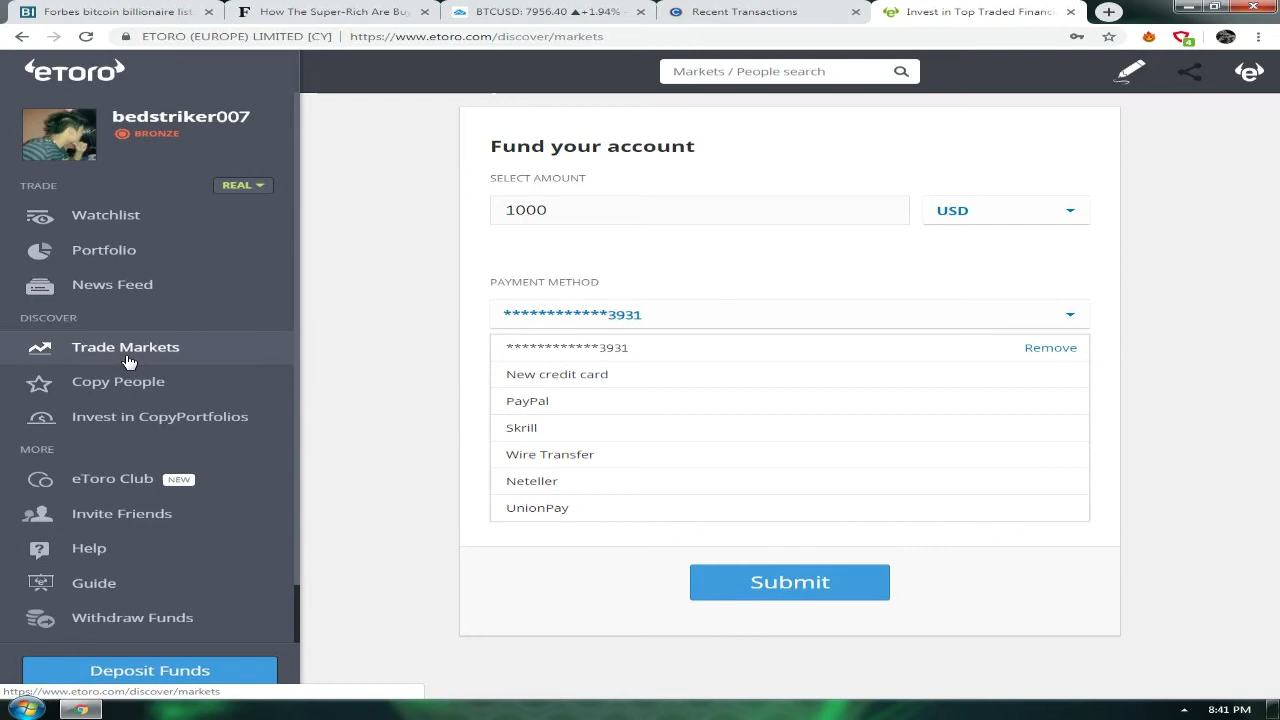 Forbes bitcoin billionaire list
How The Super-Rich Are Bu
BTCUSD: 7956.40 ▲ +1.94%
Recent Transactions
Invest in Top Traded Financi
ETORO (EUROPE) LIMITED [CY] | https://www.etoro.com/discover/markets
4
eToro
Markets / People search
bedstriker007
BRONZE
TRADE
REAL
Watchlist
Portfolio
News Feed
DISCOVER
Trade Markets
Copy People
Invest in CopyPortfolios
MORE
eToro Club NEW
Invite Friends
Help
Guide
Withdraw Funds
Deposit Funds
https://www.etoro.com/discover/markets
Fund your account
SELECT AMOUNT
1000 USD
PAYMENT METHOD
************3931
************3931 Remove
New credit card
PayPal
Skrill
Wire Transfer
Neteller
UnionPay
Submit
8:41 PM